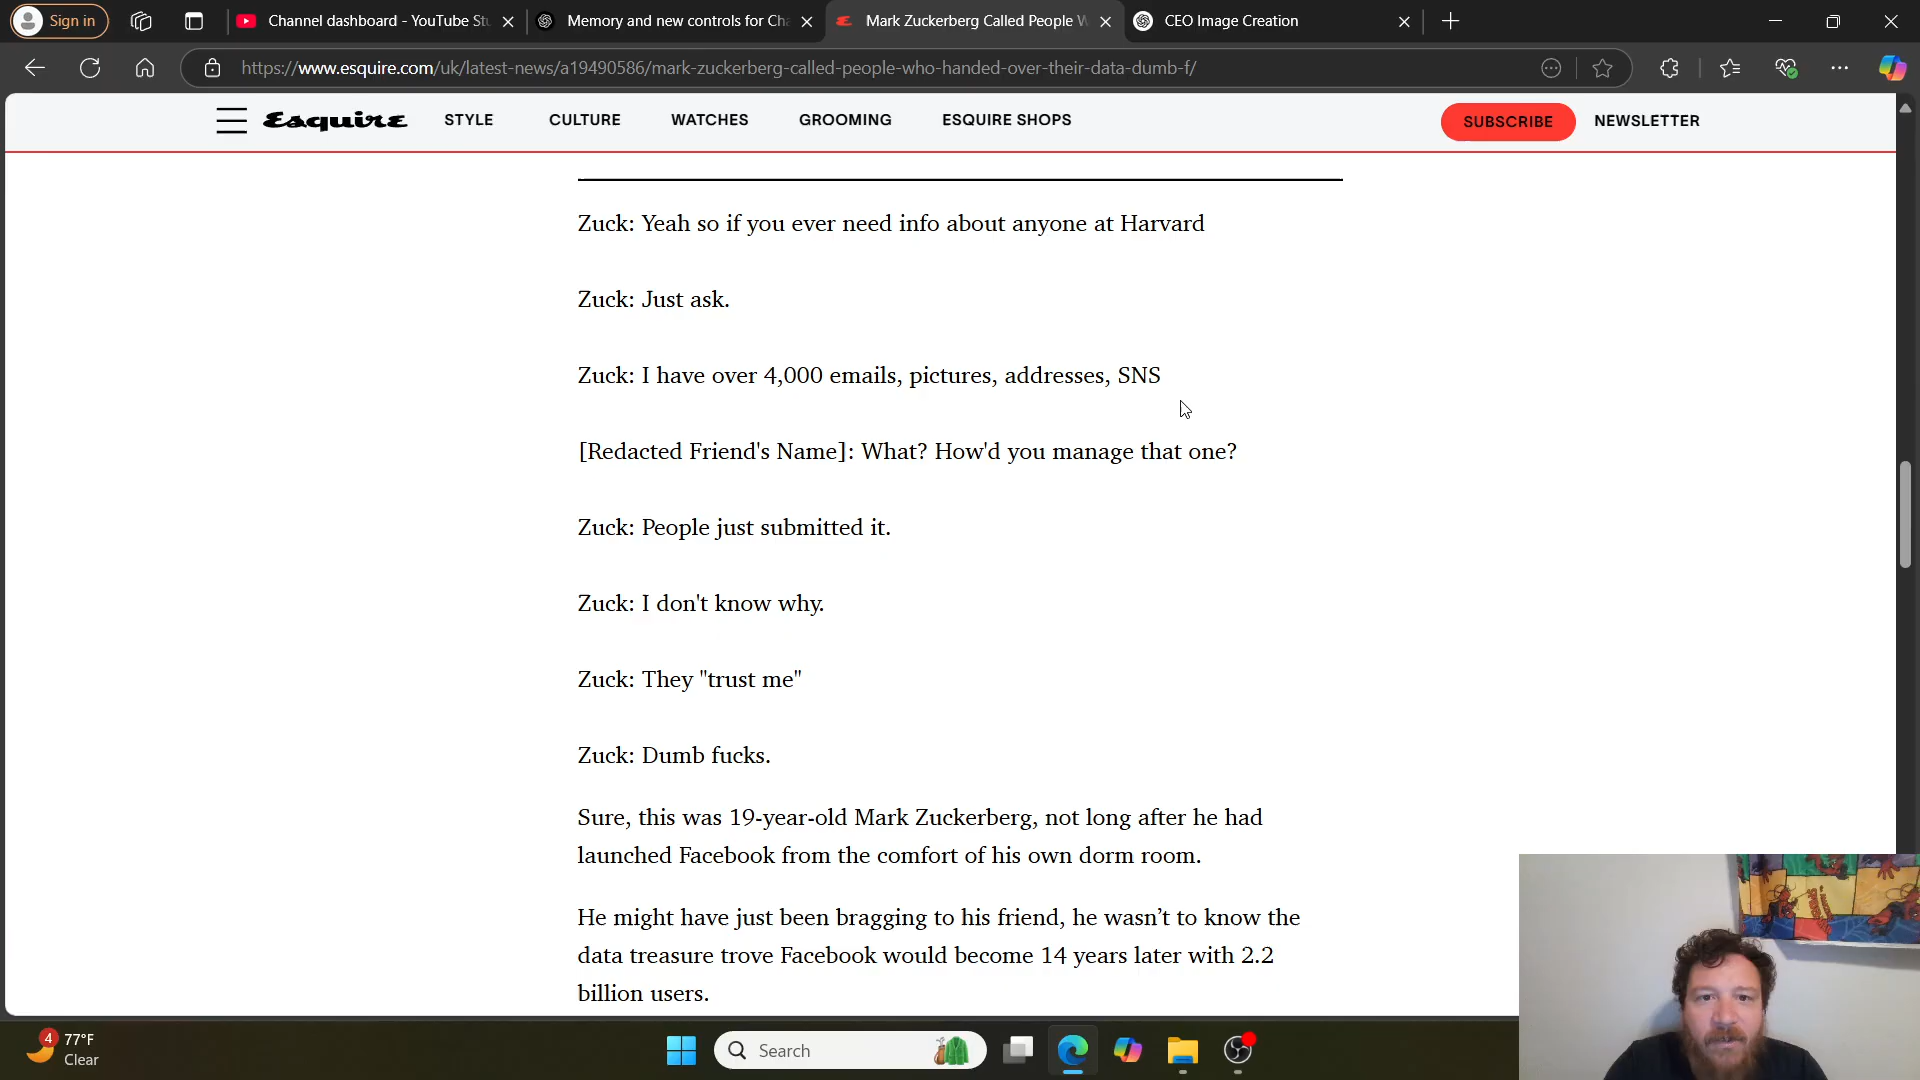 Sign in
Channel dashboard - YouTube Stu
Memory and new controls for Cha
Mark Zuckerberg Called People W
CEO Image Creation
https://www.esquire.com/uk/latest-news/a19490586/mark-zuckerberg-called-people-who-handed-over-their-data-dumb-f/
Esquire
STYLE
CULTURE
WATCHES
GROOMING
ESQUIRE SHOPS
SUBSCRIBE
NEWSLETTER
Zuck: Yeah so if you ever need info about anyone at Harvard
Zuck: Just ask.
Zuck: I have over 4,000 emails, pictures, addresses, SNS
[Redacted Friend's Name]: What? How'd you manage that one?
Zuck: People just submitted it.
Zuck: I don't know why.
Zuck: They "trust me"
Zuck: Dumb fucks.
Sure, this was 19-year-old Mark Zuckerberg, not long after he had
launched Facebook from the comfort of his own dorm room.
He might have just been bragging to his friend, he wasn’t to know the
data treasure trove Facebook would become 14 years later with 2.2
billion users.
4
77°F
Clear
Search